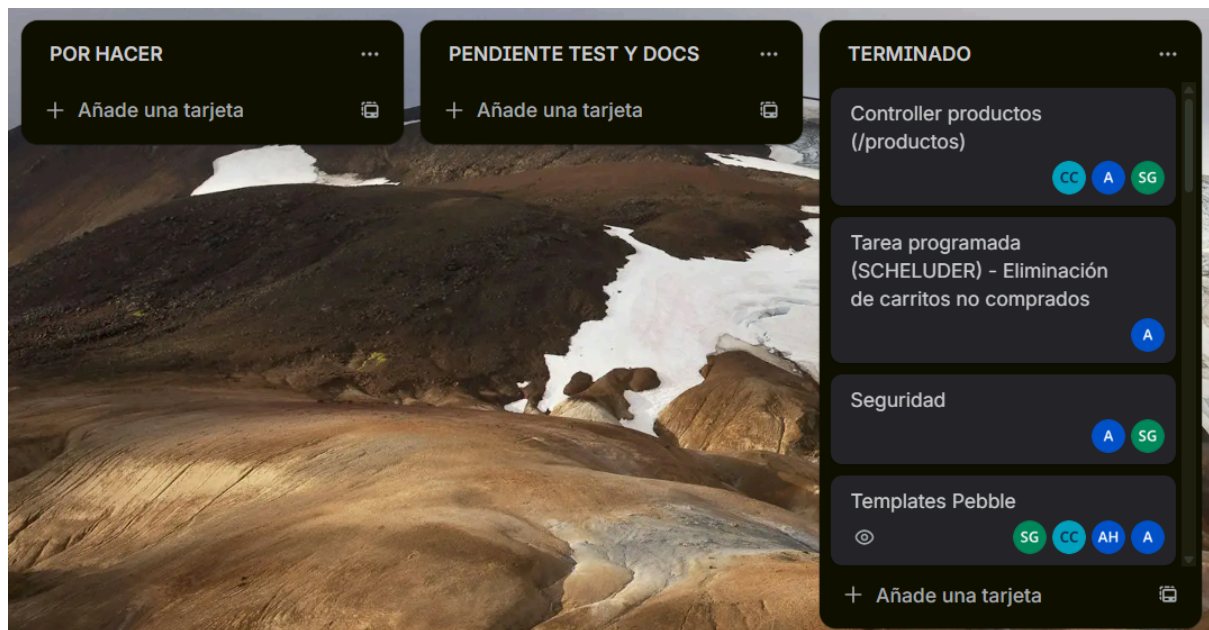 POR HACER
Añade una tarjeta
PENDIENTE TEST Y DOCS
Añade una tarjeta
TERMINADO
Controller productos
(/productos)
CC A SG
Tarea programada
(SCHELUDER) - Eliminación
de carritos no comprados
A
Seguridad
A SG
Templates Pebble
SG CC AH A
Añade una tarjeta